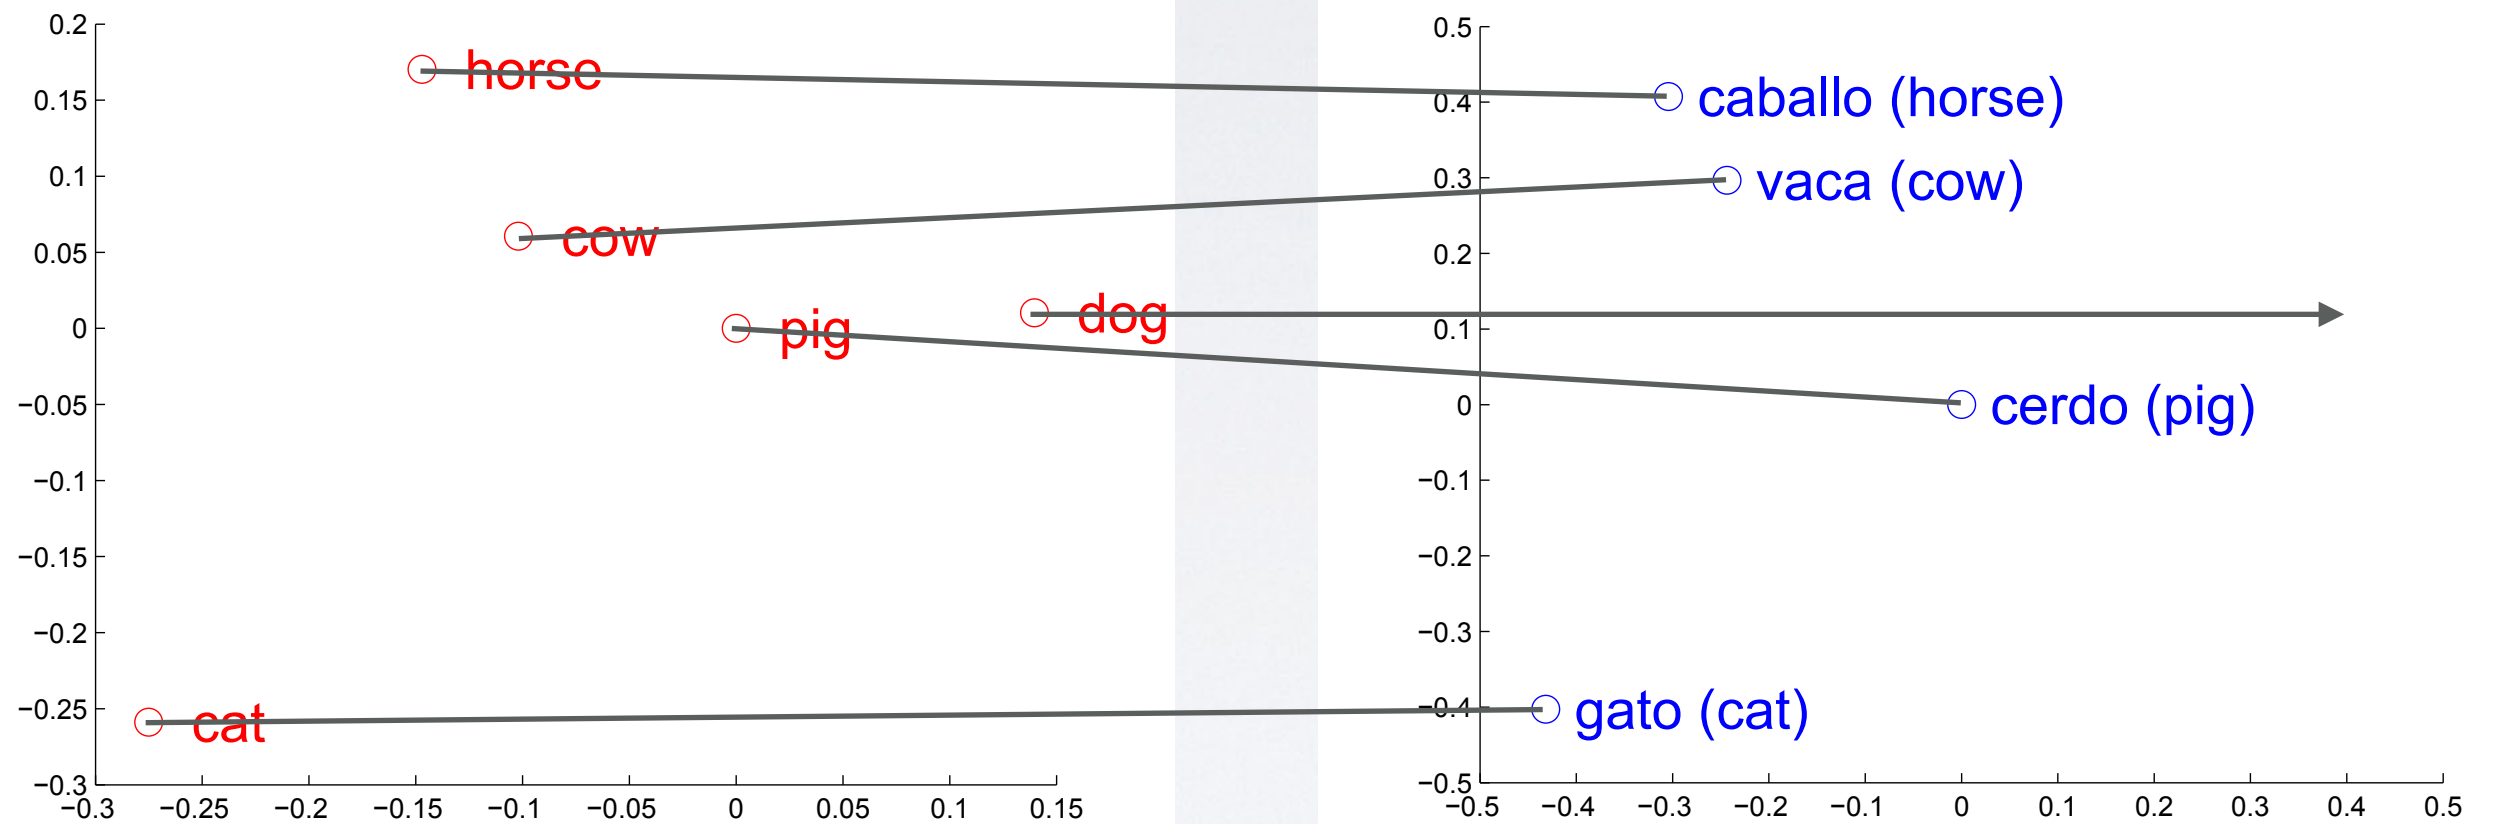 0.2
0.15
0.1
0.05
0
−0.05
−0.1
−0.15
−0.2
−0.25
−0.3
−0.3 −0.25 −0.2 −0.15 −0.1 −0.05 0 0.05 0.1 0.15
horse
cow
pig
dog
cat
0.5
0.4
0.3
0.2
0.1
0
−0.1
−0.2
−0.3
−0.4
−0.5
−0.5 −0.4 −0.3 −0.2 −0.1 0 0.1 0.2 0.3 0.4 0.5
caballo (horse)
vaca (cow)
cerdo (pig)
gato (cat)